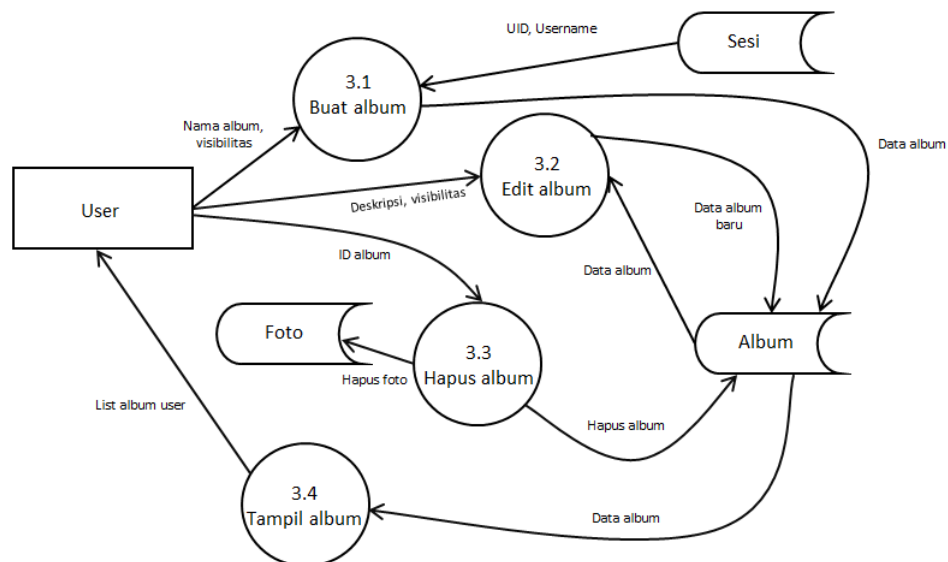 UID, Username
Sesi
3.1
Buat album
Nama album,
visibilitas
Data album
3.2
Edit album
User
Deskripsi, visibilitas
Data album
baru
ID album
Data album
Foto
3.3
Hapus album
Album
Hapus foto
List album user
Hapus album
3.4
Tampil album
Data album